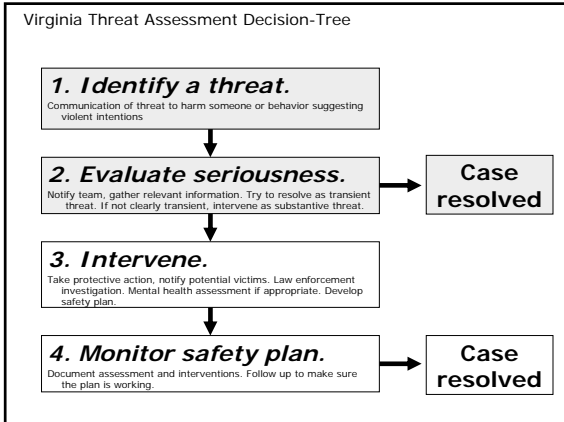 Virginia Threat Assessment Decision-Tree
1. Identify a threat.
Communication of threat to harm someone or behavior suggesting
violent intentions
2. Evaluate seriousness.
Notify team, gather relevant information. Try to resolve as transient
threat. If not clearly transient, intervene as substantive threat.
Case
resolved
3. Intervene.
Take protective action, notify potential victims. Law enforcement
investigation. Mental health assessment if appropriate. Develop
safety plan.
4. Monitor safety plan.
Document assessment and interventions. Follow up to make sure
the plan is working.
Case
resolved